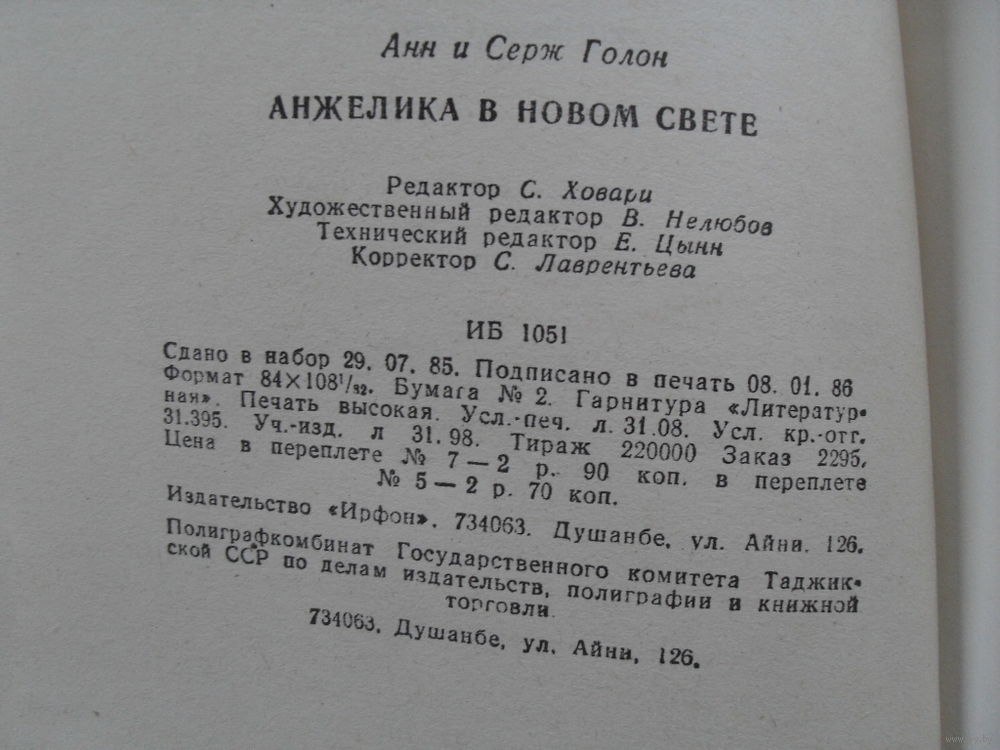 Анн и Серж Голон
АНЖЕЛИКА В НОВОМ СВЕТЕ
Редактор С. Ховари
Художественный редактор В. Нелюбов
Технический редактор Е. Цынн
Корректор С. Лаврентьева
ИБ 1051
Сдано в набор 29. 07. 85. Подписано в печать 08. 01. 86
Формат 84×108¹/₃₂. Бумага № 2. Гарнитура «Литератур-
ная». Печать высокая. Усл.-печ. л. 31.08. Усл. кр.-отт.
31.395. Уч.-изд. л 31.98. Тираж 220000 Заказ 2295.
Цена в переплете № 7 — 2 р. 90 коп. в переплете
№ 5 — 2 р. 70 коп.
Издательство «Ирфон». 734063. Душанбе, ул. Айни. 126.
Полиграфкомбинат Государственного комитета Таджик-
ской ССР по делам издательств, полиграфии и книжной
торговли.
734063. Душанбе, ул. Айни, 126.